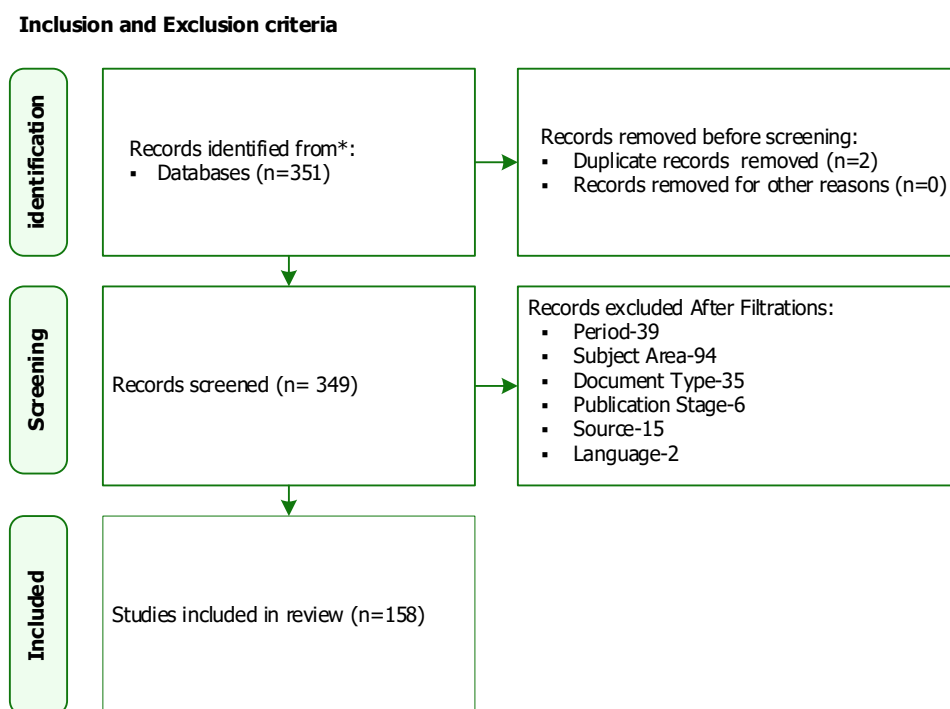 Inclusion and Exclusion criteria
identification
Records identified from*:
▪ Databases (n=351)
Records removed before screening:
▪ Duplicate records removed (n=2)
▪ Records removed for other reasons (n=0)
Screening
Records screened (n= 349)
Records excluded After Filtrations:
▪ Period-39
▪ Subject Area-94
▪ Document Type-35
▪ Publication Stage-6
▪ Source-15
▪ Language-2
Included
Studies included in review (n=158)